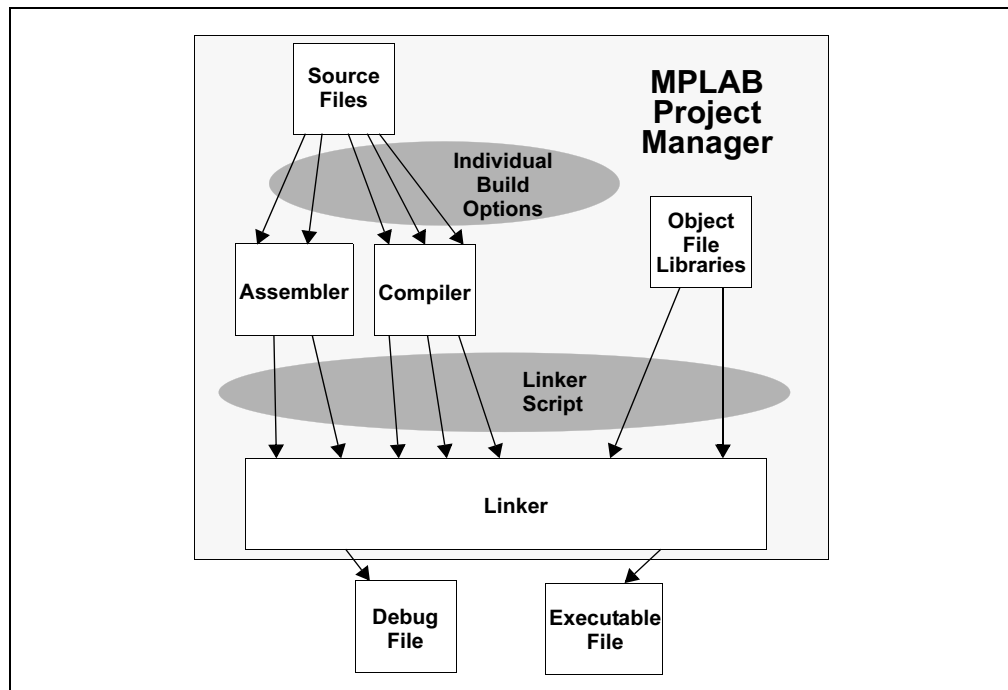 Source
Files
MPLAB
Project
Manager
Individual
Build
Options
Object
File
Libraries
Assembler
Compiler
Linker
Script
Linker
Debug
File
Executable
File